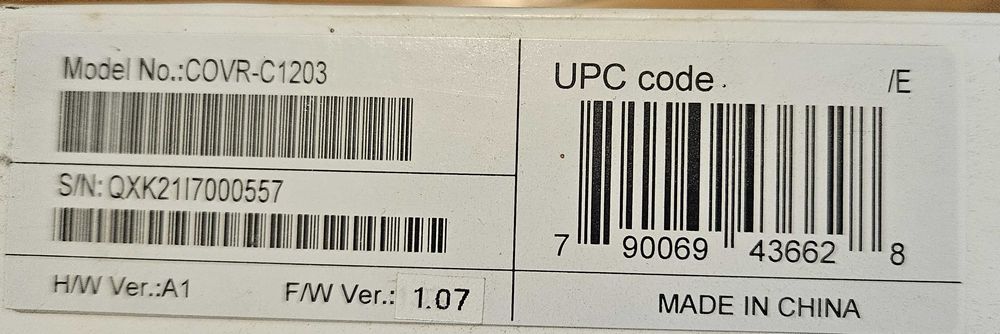 Model No.:COVR-C1203
S/N: QXK21I7000557
H/W Ver.:A1 F/W Ver.: 1.07
UPC code /E
7 90069 43662 8
MADE IN CHINA